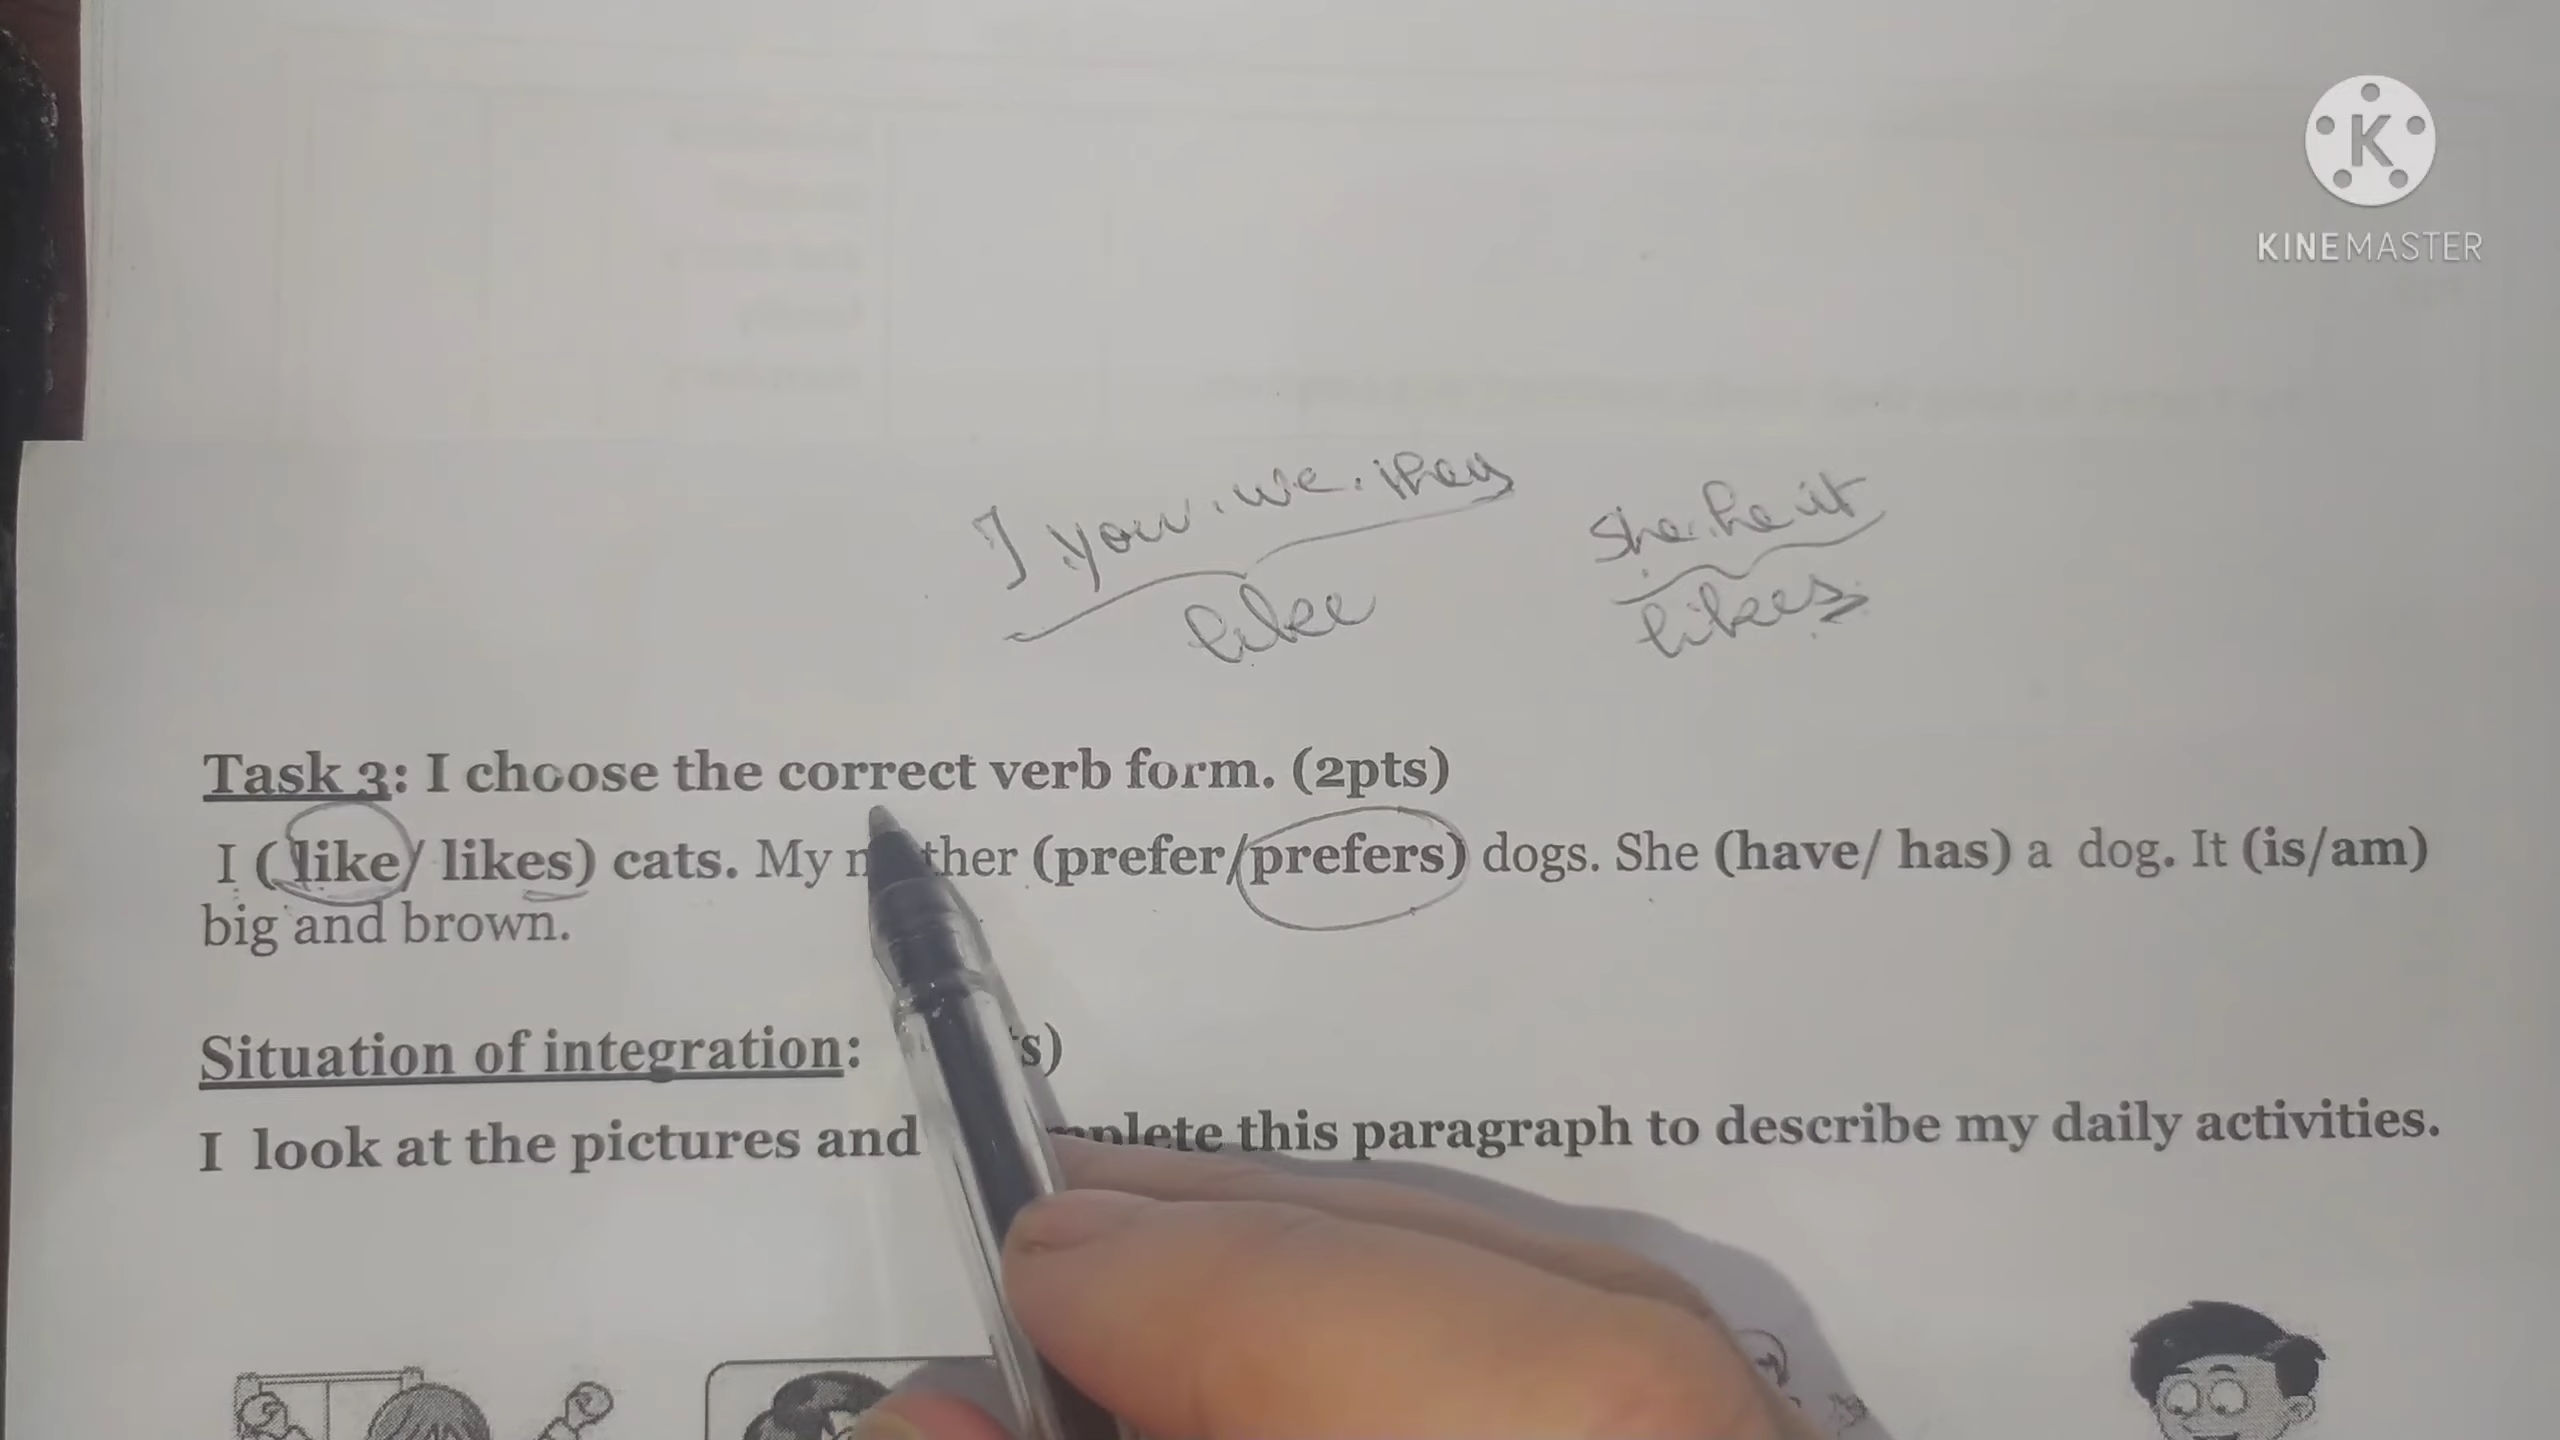 KINEMASTER
I you. we. they
She. he it
like
likes
Task 3: I choose the correct verb form. (2pts)
I (like/ likes) cats. My (prefer/prefers) dogs. She (have/ has) a dog. It (is/am)
big and brown.
Situation of integration:
I look at the pictures and this paragraph to describe my daily activities.